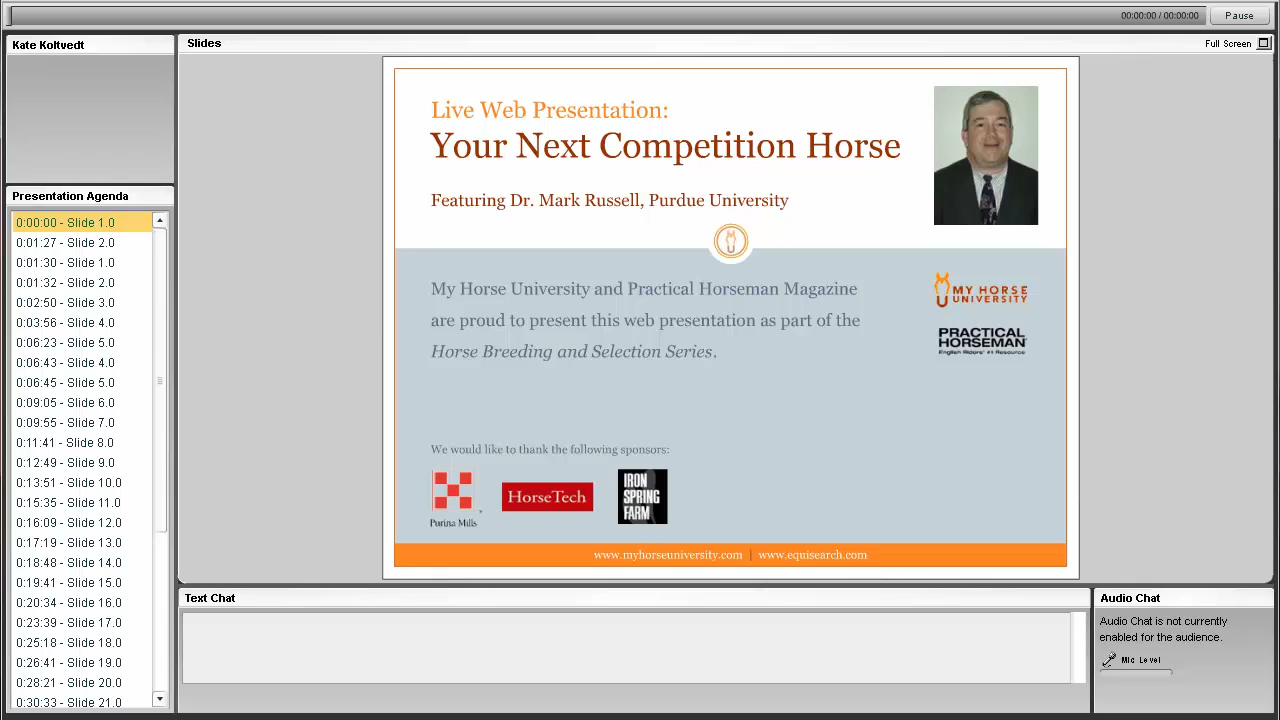 00:00:00 / 00:00:00
Pause
Kate Koltvedt
Slides
Full Screen
Live Web Presentation:
Your Next Competition Horse
Featuring Dr. Mark Russell, Purdue University
My Horse University and Practical Horseman Magazine
are proud to present this web presentation as part of the
Horse Breeding and Selection Series.
MY HORSE
UNIVERSITY
PRACTICAL
HORSEMAN
English Riders' #1 Resource
We would like to thank the following sponsors:
Purina Mills
HorseTech
IRON
SPRING
FARM
www.myhorseuniversity.com | www.equisearch.com
Presentation Agenda
0:00:00 - Slide 1.0
0:01:27 - Slide 2.0
0:01:30 - Slide 1.0
0:01:32 - Slide 2.0
0:02:50 - Slide 3.0
0:03:56 - Slide 4.0
0:06:23 - Slide 5.0
0:06:43 - Slide 4.0
0:06:45 - Slide 5.0
0:09:05 - Slide 6.0
0:09:55 - Slide 7.0
0:11:41 - Slide 8.0
0:12:49 - Slide 9.0
0:13:51 - Slide 10.0
0:15:35 - Slide 11.0
0:16:09 - Slide 12.0
0:17:19 - Slide 13.0
0:18:48 - Slide 14.0
0:19:41 - Slide 15.0
0:20:34 - Slide 16.0
0:23:39 - Slide 17.0
0:25:18 - Slide 18.0
0:26:41 - Slide 19.0
0:28:21 - Slide 20.0
0:30:33 - Slide 21.0
Text Chat
Audio Chat
Audio Chat is not currently
enabled for the audience.
Mic Level